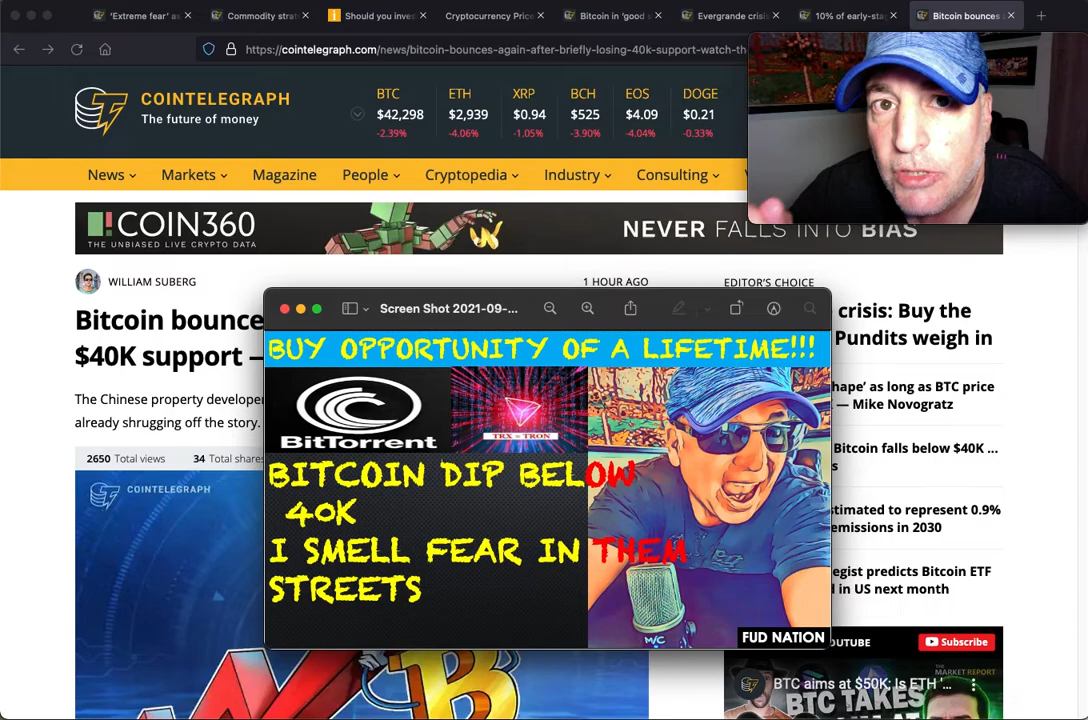 'Extreme fear' as
Commodity strat
Should you inves
Cryptocurrency Price
Bitcoin in 'good s
Evergrande crisis
10% of early-sta
Bitcoin bounces
https://cointelegraph.com/news/bitcoin-bounces-again-after-briefly-losing-40k-support-watch-th
COINTELEGRAPH
The future of money
BTC ETH XRP BCH EOS DOGE
$42,298 $2,939 $0.94 $525 $4.09 $0.21
-2.39% -4.06% -1.05% -3.90% -4.04% -0.33%
News Markets Magazine People Cryptopedia Industry Consulting
COIN360
THE UNBIASED LIVE CRYPTO DATA
NEVER FALLS INTO BIAS
WILLIAM SUBERG
1 HOUR AGO
Bitcoin bounce
$40K support —
The Chinese property developer
already shrugging off the story.
2650 Total views 34 Total shares
COINTELEGRAPH
Screen Shot 2021-09-...
BUY OPPORTUNITY OF A LIFETIME!!!
BitTorrent
TRX = TRON
BITCOIN DIP BELOW
40K
I SMELL FEAR IN THEM
STREETS
M/C
FUD NATION
EDITOR'S CHOICE
crisis: Buy the
Pundits weigh in
hape' as long as BTC price
— Mike Novogratz
Bitcoin falls below $40K ...
s
stimated to represent 0.9%
emissions in 2030
egist predicts Bitcoin ETF
d in US next month
OUTUBE
Subscribe
THE
MARKET REPORT
BTC aims at $50K; Is ETH '...
BTC TAKES